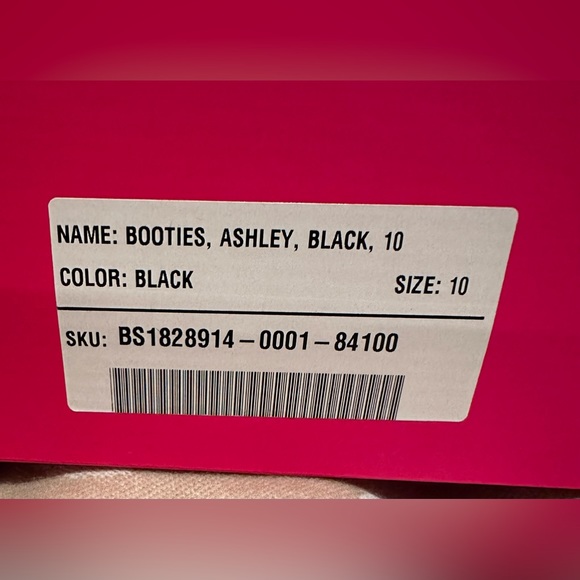 NAME: BOOTIES, ASHLEY, BLACK, 10
COLOR: BLACK SIZE: 10
SKU: BS1828914-0001-84100